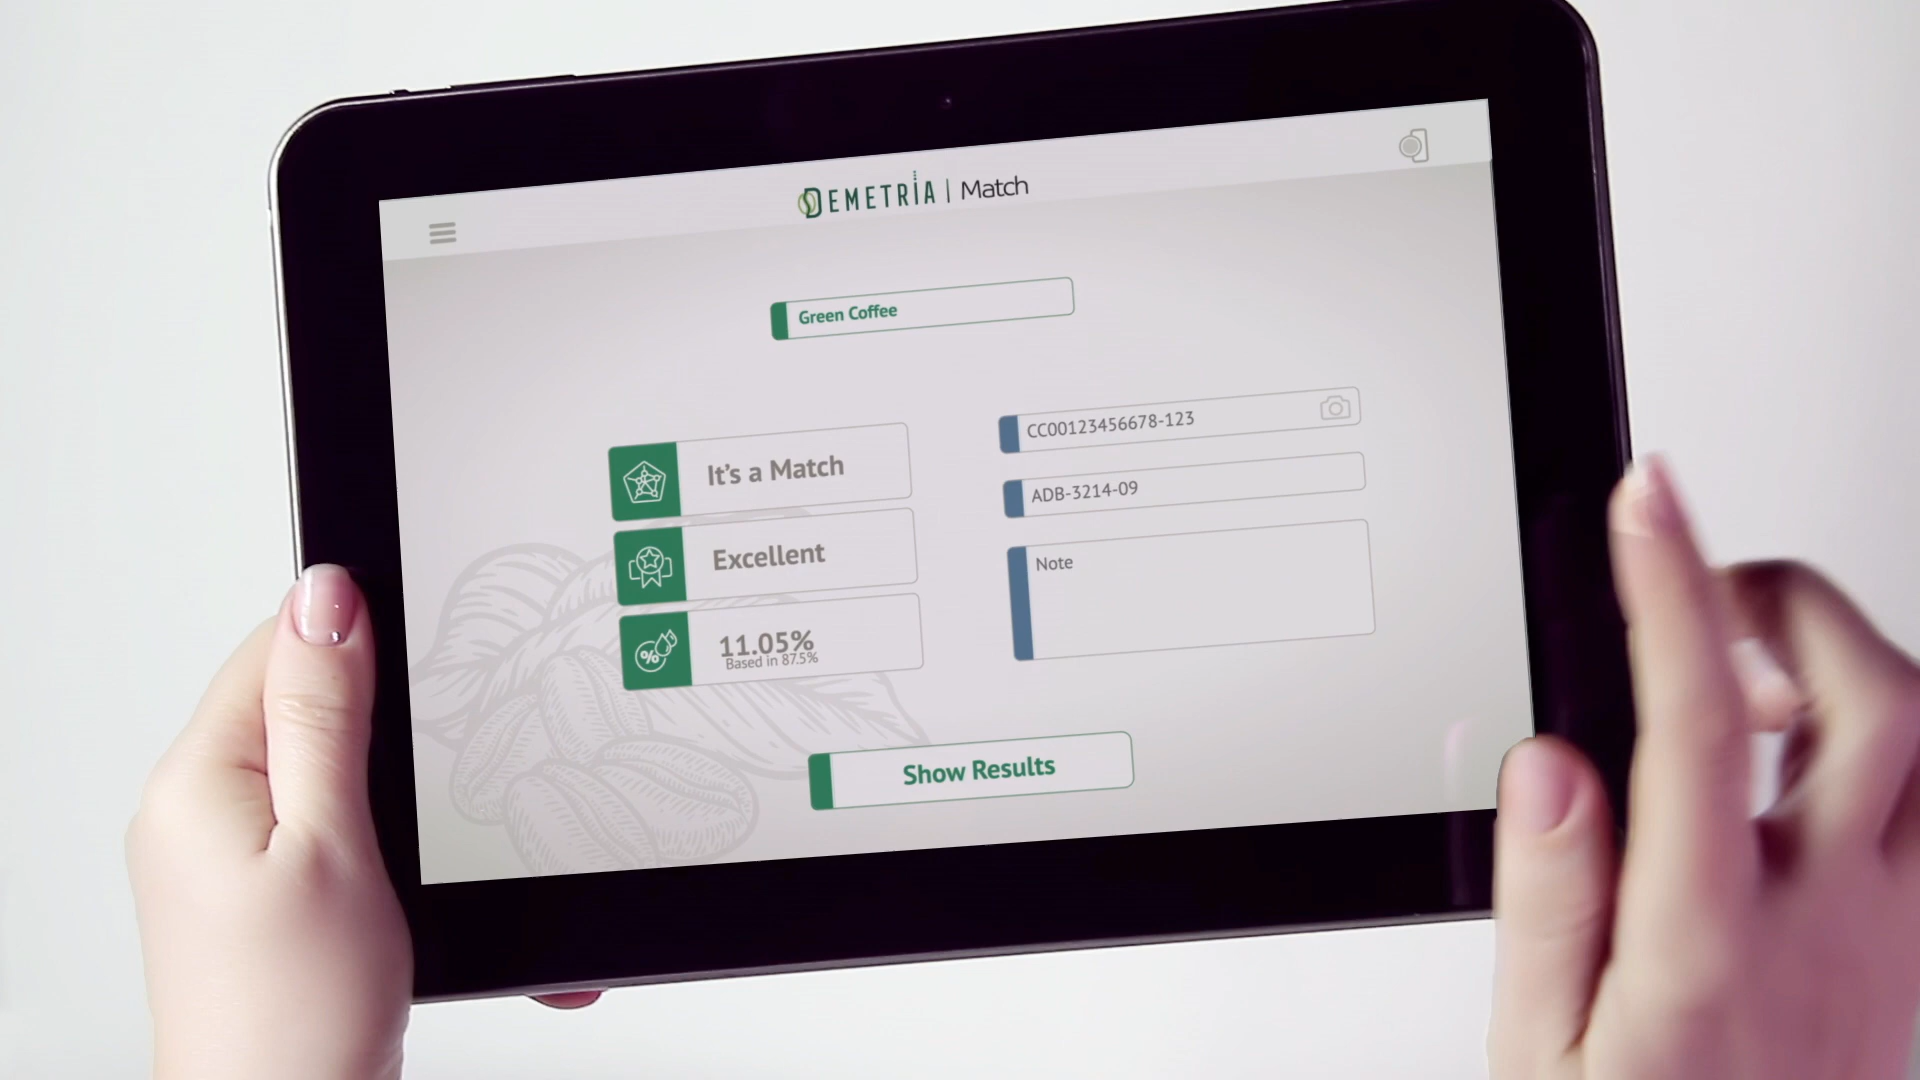 DEMETRIA | Match
Green Coffee
It's a Match
Excellent
%
11.05%
Based in 87.5%
CC00123456678-123
ADB-3214-09
Note
Show Results